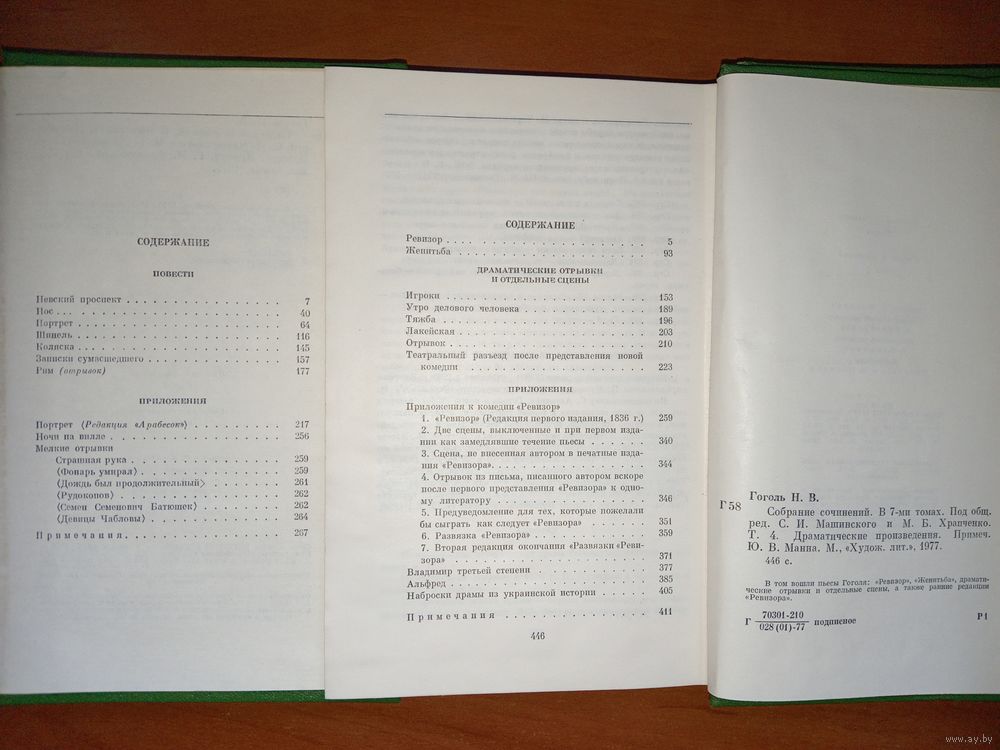 СОДЕРЖАНИЕ
ПОВЕСТИ
Невский проспект . . . . . . . . . . . . . . 7
Нос . . . . . . . . . . . . . . . . . . . 40
Портрет . . . . . . . . . . . . . . . . . . 64
Шинель . . . . . . . . . . . . . . . . . . 116
Коляска . . . . . . . . . . . . . . . . . . 145
Записки сумасшедшего . . . . . . . . . . . . 157
Рим (отрывок) 177
ПРИЛОЖЕНИЯ
Портрет (Редакция «Арабесок») . . . . . . . . 217
Ночи на вилле . . . . . . . . . . . . . . . 256
Мелкие отрывки
Страшная рука . . . . . . . . . . . . . 259
〈Фонарь умирал〉 . . . . . . . . . . . . 259
〈Дождь был продолжительный〉 . . . . . . . 261
〈Рудокопов〉 . . . . . . . . . . . . . . 262
〈Семен Семенович Батюшек〉 . . . . . . . 262
〈Девицы Чабловы〉 . . . . . . . . . . . 264
Примечания . . . . . . . . . . . . . . . 267
СОДЕРЖАНИЕ
Ревизор . . . . . . . . . . . . . . . . . . 5
Женитьба . . . . . . . . . . . . . . . . . 93
ДРАМАТИЧЕСКИЕ ОТРЫВКИ
И ОТДЕЛЬНЫЕ СЦЕНЫ
Игроки . . . . . . . . . . . . . . . . . . 153
Утро делового человека . . . . . . . . . . . 189
Тяжба . . . . . . . . . . . . . . . . . . 196
Лакейская . . . . . . . . . . . . . . . . . 203
Отрывок . . . . . . . . . . . . . . . . . 210
Театральный разъезд после представления новой
комедии . . . . . . . . . . . . . . . . 223
ПРИЛОЖЕНИЯ
Приложения к комедии «Ревизор»
1. «Ревизор» (Редакция первого издания, 1836 г.) 259
2. Две сцены, выключенные и при первом изда-
нии как замедлявшие течение пьесы . . . . . 340
3. Сцена, не внесенная автором в печатные изда-
ния «Ревизора» . . . . . . . . . . . . . . 344
4. Отрывок из письма, писанного автором вскоре
после первого представления «Ревизора» к одно-
му литератору . . . . . . . . . . . . . . 346
5. Предуведомление для тех, которые пожелали
бы сыграть как следует «Ревизора» . . . . . 351
6. Развязка «Ревизора» . . . . . . . . . . . 359
7. Вторая редакция окончания «Развязки «Реви-
зора» . . . . . . . . . . . . . . . . . 371
Владимир третьей степени . . . . . . . . . . 377
Альфред . . . . . . . . . . . . . . . . . 385
Наброски драмы из украинской истории . . . . . 405
Примечания . . . . . . . . . . . . . 411
446
Гоголь Н. В.
Г58
Собрание сочинений. В 7-ми томах. Под общ.
ред. С. И. Машинского и М. Б. Храпченко.
Т. 4. Драматические произведения. Примеч.
Ю. В. Манна. М., «Худож. лит.», 1977.
446 с.
В том вошли пьесы Гоголя: «Ревизор», «Женитьба», драмати-
ческие отрывки и отдельные сцены, а также ранние редакции
«Ревизора».
Г 70301-210 / 028 (01)-77 подписное
Р1
www.ay.by